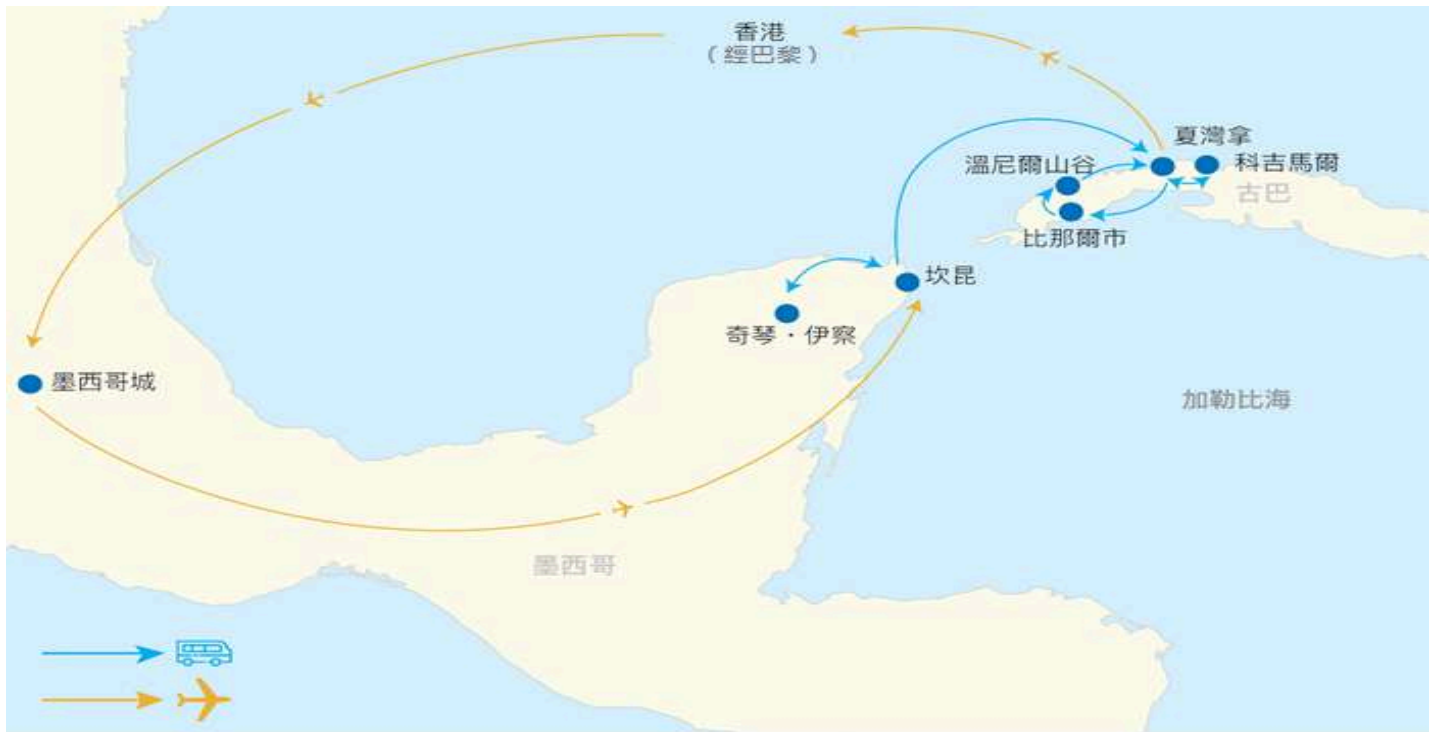 香港
（經巴黎）
夏灣拿
溫尼爾山谷
科吉馬爾
古巴
比那爾市
坎昆
奇琴·伊察
墨西哥城
加勒比海
墨西哥